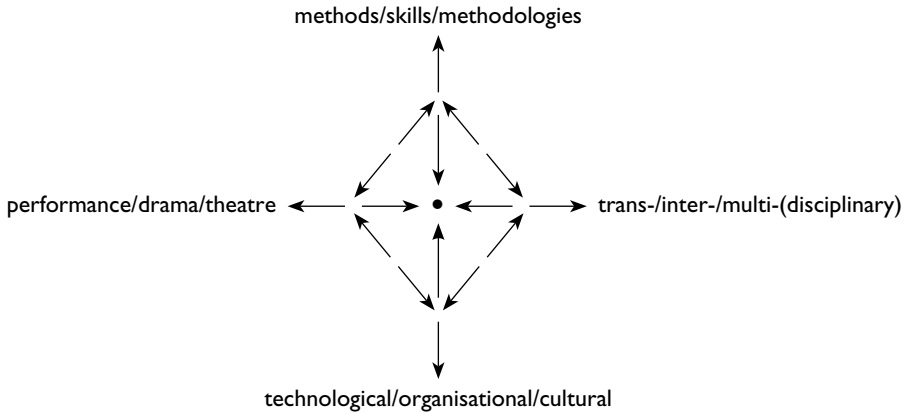 methods/skills/methodologies
performance/drama/theatre
trans-/inter-/multi-(disciplinary)
technological/organisational/cultural